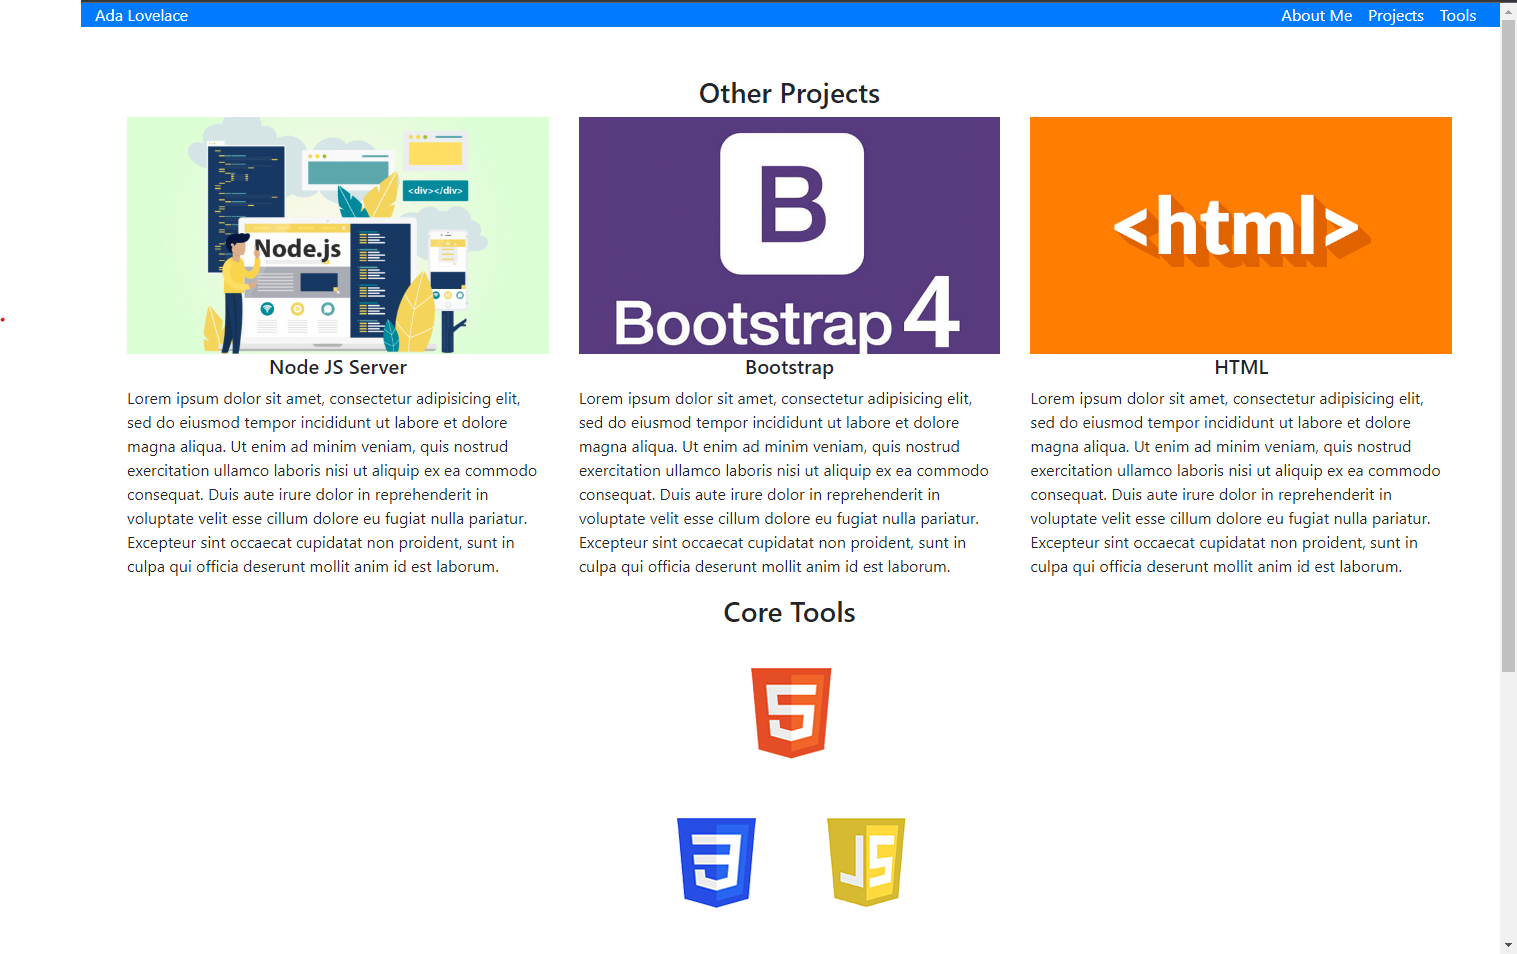 Ada Lovelace
About Me Projects Tools
Other Projects
<div></div>
Node.js
B
Bootstrap 4
<html>
Node JS Server
Lorem ipsum dolor sit amet, consectetur adipisicing elit,
sed do eiusmod tempor incididunt ut labore et dolore
magna aliqua. Ut enim ad minim veniam, quis nostrud
exercitation ullamco laboris nisi ut aliquip ex ea commodo
consequat. Duis aute irure dolor in reprehenderit in
voluptate velit esse cillum dolore eu fugiat nulla pariatur.
Excepteur sint occaecat cupidatat non proident, sunt in
culpa qui officia deserunt mollit anim id est laborum.
Bootstrap
Lorem ipsum dolor sit amet, consectetur adipisicing elit,
sed do eiusmod tempor incididunt ut labore et dolore
magna aliqua. Ut enim ad minim veniam, quis nostrud
exercitation ullamco laboris nisi ut aliquip ex ea commodo
consequat. Duis aute irure dolor in reprehenderit in
voluptate velit esse cillum dolore eu fugiat nulla pariatur.
Excepteur sint occaecat cupidatat non proident, sunt in
culpa qui officia deserunt mollit anim id est laborum.
HTML
Lorem ipsum dolor sit amet, consectetur adipisicing elit,
sed do eiusmod tempor incididunt ut labore et dolore
magna aliqua. Ut enim ad minim veniam, quis nostrud
exercitation ullamco laboris nisi ut aliquip ex ea commodo
consequat. Duis aute irure dolor in reprehenderit in
voluptate velit esse cillum dolore eu fugiat nulla pariatur.
Excepteur sint occaecat cupidatat non proident, sunt in
culpa qui officia deserunt mollit anim id est laborum.
Core Tools
5
3
JS